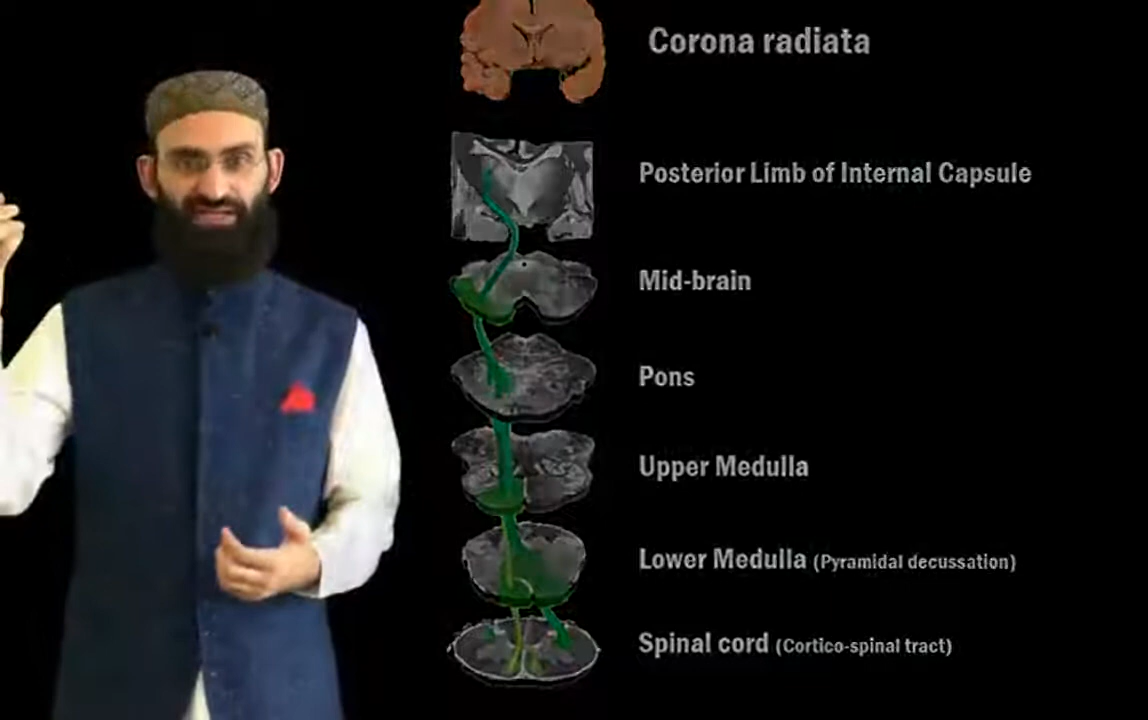 Corona radiata
Posterior Limb of Internal Capsule
Mid-brain
Pons
Upper Medulla
Lower Medulla (Pyramidal decussation)
Spinal cord (Cortico-spinal tract)